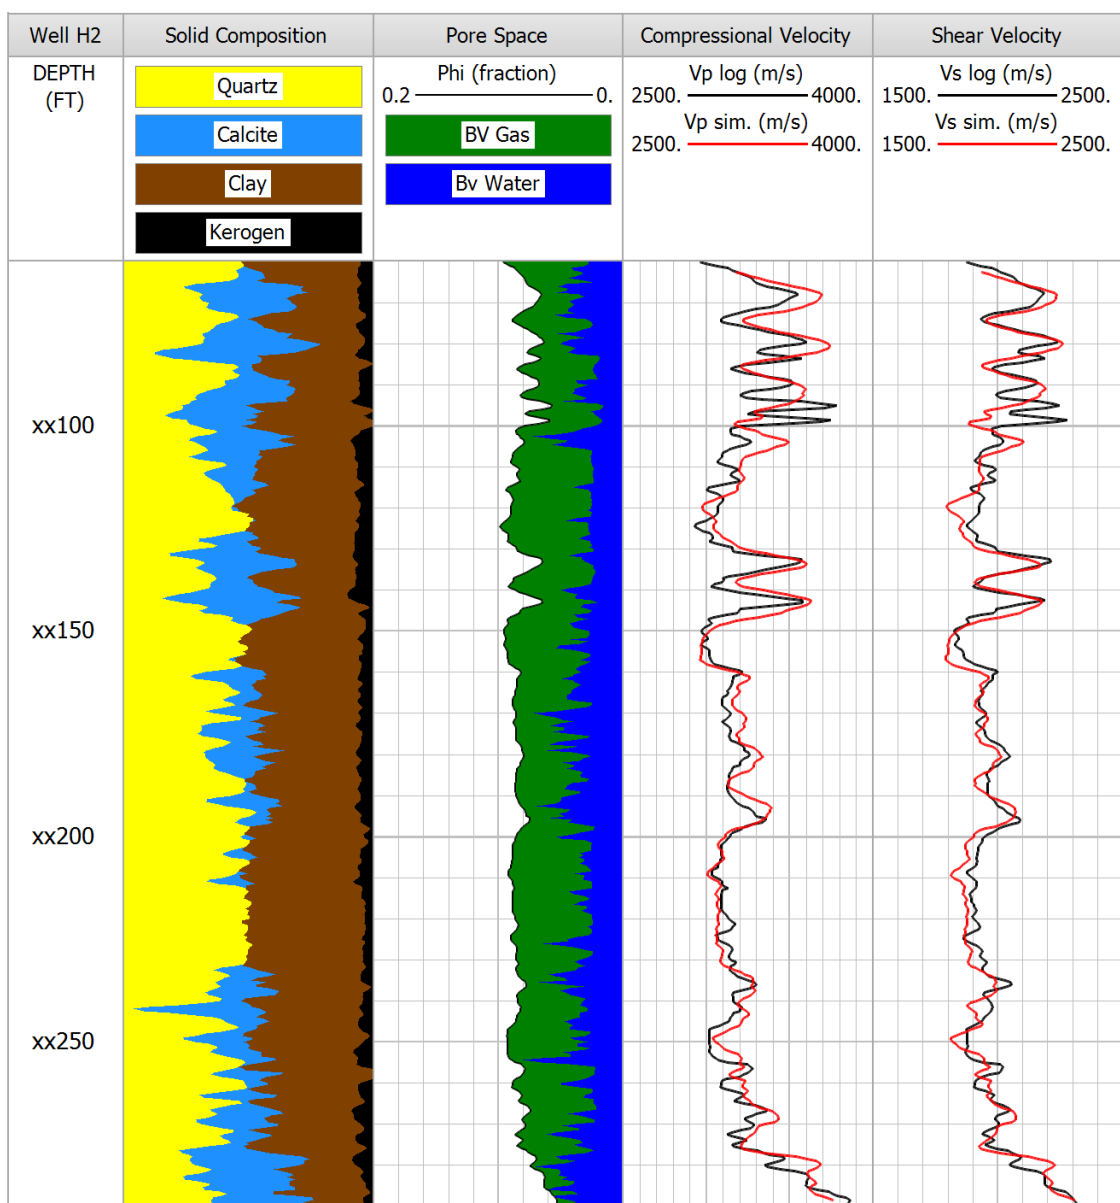 Well H2
Solid Composition
Pore Space
Compressional Velocity
Shear Velocity
DEPTH
(FT)
Quartz
Calcite
Clay
Kerogen
Phi (fraction)
0.2 0.
BV Gas
Bv Water
Vp log (m/s)
2500. 4000.
Vp sim. (m/s)
2500. 4000.
Vs log (m/s)
1500. 2500.
Vs sim. (m/s)
1500. 2500.
xx100
xx150
xx200
xx250